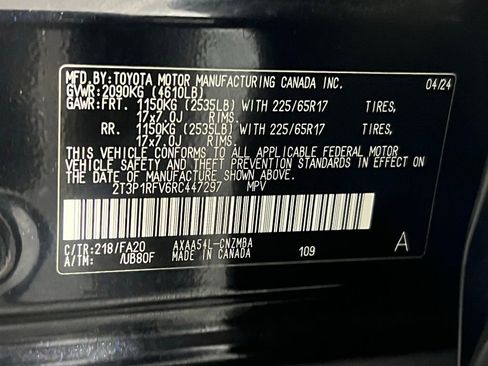 MFD.BY:TOYOTA MOTOR MANUFACTURING CANADA INC. 04/24
GVWR:2090KG (4610LB)
GAWR:FRT. 1150KG (2535LB) WITH 225/65R17 TIRES,
17x7.0J RIMS.
RR. 1150KG (2535LB) WITH 225/65R17 TIRES,
17x7.0J RIMS.
THIS VEHICLE CONFORMS TO ALL APPLICABLE FEDERAL MOTOR
VEHICLE SAFETY AND THEFT PREVENTION STANDARDS IN EFFECT ON
THE DATE OF MANUFACTURE SHOWN ABOVE.
2T3P1RFV6RC447297 MPV
C/TR:218/FA20 AXAA54L-CNZMBA
A/TM: /UB80F MADE IN CANADA 109 A